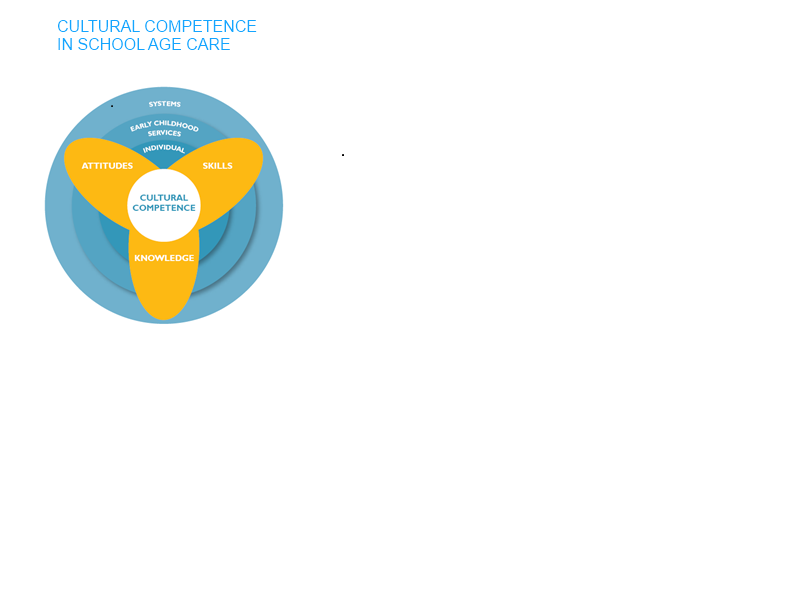 CULTURAL COMPETENCE
IN SCHOOL AGE CARE
SYSTEMS
EARLY CHILDHOOD
SERVICES
INDIVIDUAL
ATTITUDES
SKILLS
CULTURAL
COMPETENCE
KNOWLEDGE